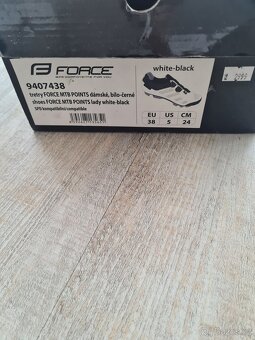 FORCE
white-black
9407438
tretry FORCE MTB POINTS dámské, bílo-černé
shoes FORCE MTB POINTS lady white-black
SPD kompatibilní/compatible
EU US CM
38 5 24